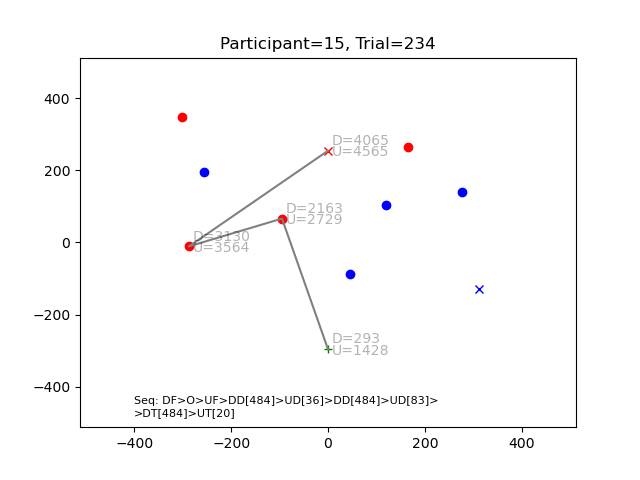 Participant=15, Trial=234
400
200
0
−200
−400
−400
−200
0
200
400
D=4065
U=4565
D=2163
U=2729
D=3130
U=3564
D=293
U=1428
Seq: DF>O>UF>DD[484]>UD[36]>DD[484]>UD[83]>
>DT[484]>UT[20]